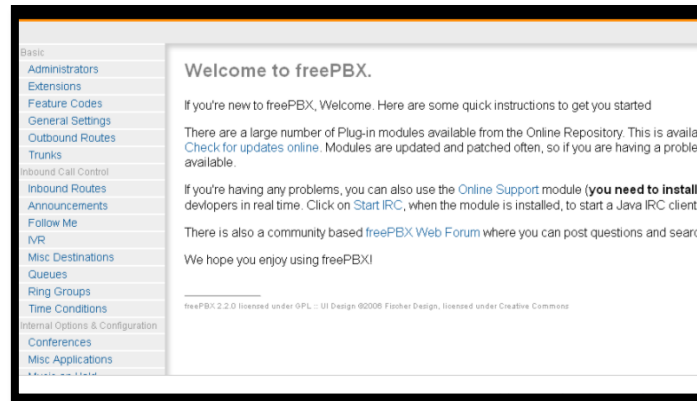 Basic
Administrators
Extensions
Feature Codes
General Settings
Outbound Routes
Trunks
Inbound Call Control
Inbound Routes
Announcements
Follow Me
IVR
Misc Destinations
Queues
Ring Groups
Time Conditions
Internal Options & Configuration
Conferences
Misc Applications
Music on Hold
Welcome to freePBX.
If you're new to freePBX, Welcome. Here are some quick instructions to get you started
There are a large number of Plug-in modules available from the Online Repository. This is availa
Check for updates online. Modules are updated and patched often, so if you are having a proble
available.
If you're having any problems, you can also use the Online Support module (you need to install
devlopers in real time. Click on Start IRC, when the module is installed, to start a Java IRC client
There is also a community based freePBX Web Forum where you can post questions and searc
We hope you enjoy using freePBX!
freePBX 2.2.0 licensed under GPL :: UI Design ©2006 Fischer Design, licensed under Creative Commons